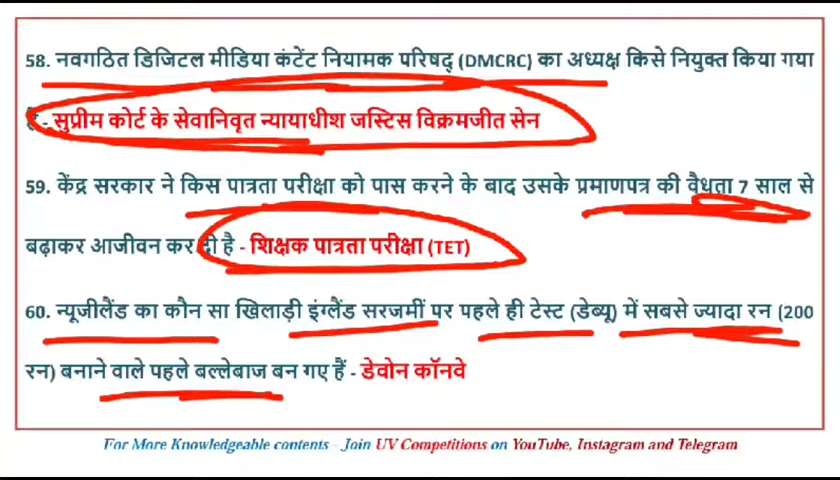 58. नवगठित डिजिटल मीडिया कंटेंट नियामक परिषद् (DMCRC) का अध्यक्ष किसे नियुक्त किया गया
है - सुप्रीम कोर्ट के सेवानिवृत न्यायाधीश जस्टिस विक्रमजीत सेन
59. केंद्र सरकार ने किस पात्रता परीक्षा को पास करने के बाद उसके प्रमाणपत्र की वैधता 7 साल से
बढ़ाकर आजीवन कर दी है - शिक्षक पात्रता परीक्षा (TET)
60. न्यूजीलैंड का कौन सा खिलाड़ी इंग्लैंड सरजमीं पर पहले ही टेस्ट (डेब्यू) में सबसे ज्यादा रन (200
रन) बनाने वाले पहले बल्लेबाज बन गए हैं - डेवोन कॉनवे
For More Knowledgeable contents - Join UV Competitions on YouTube, Instagram and Telegram